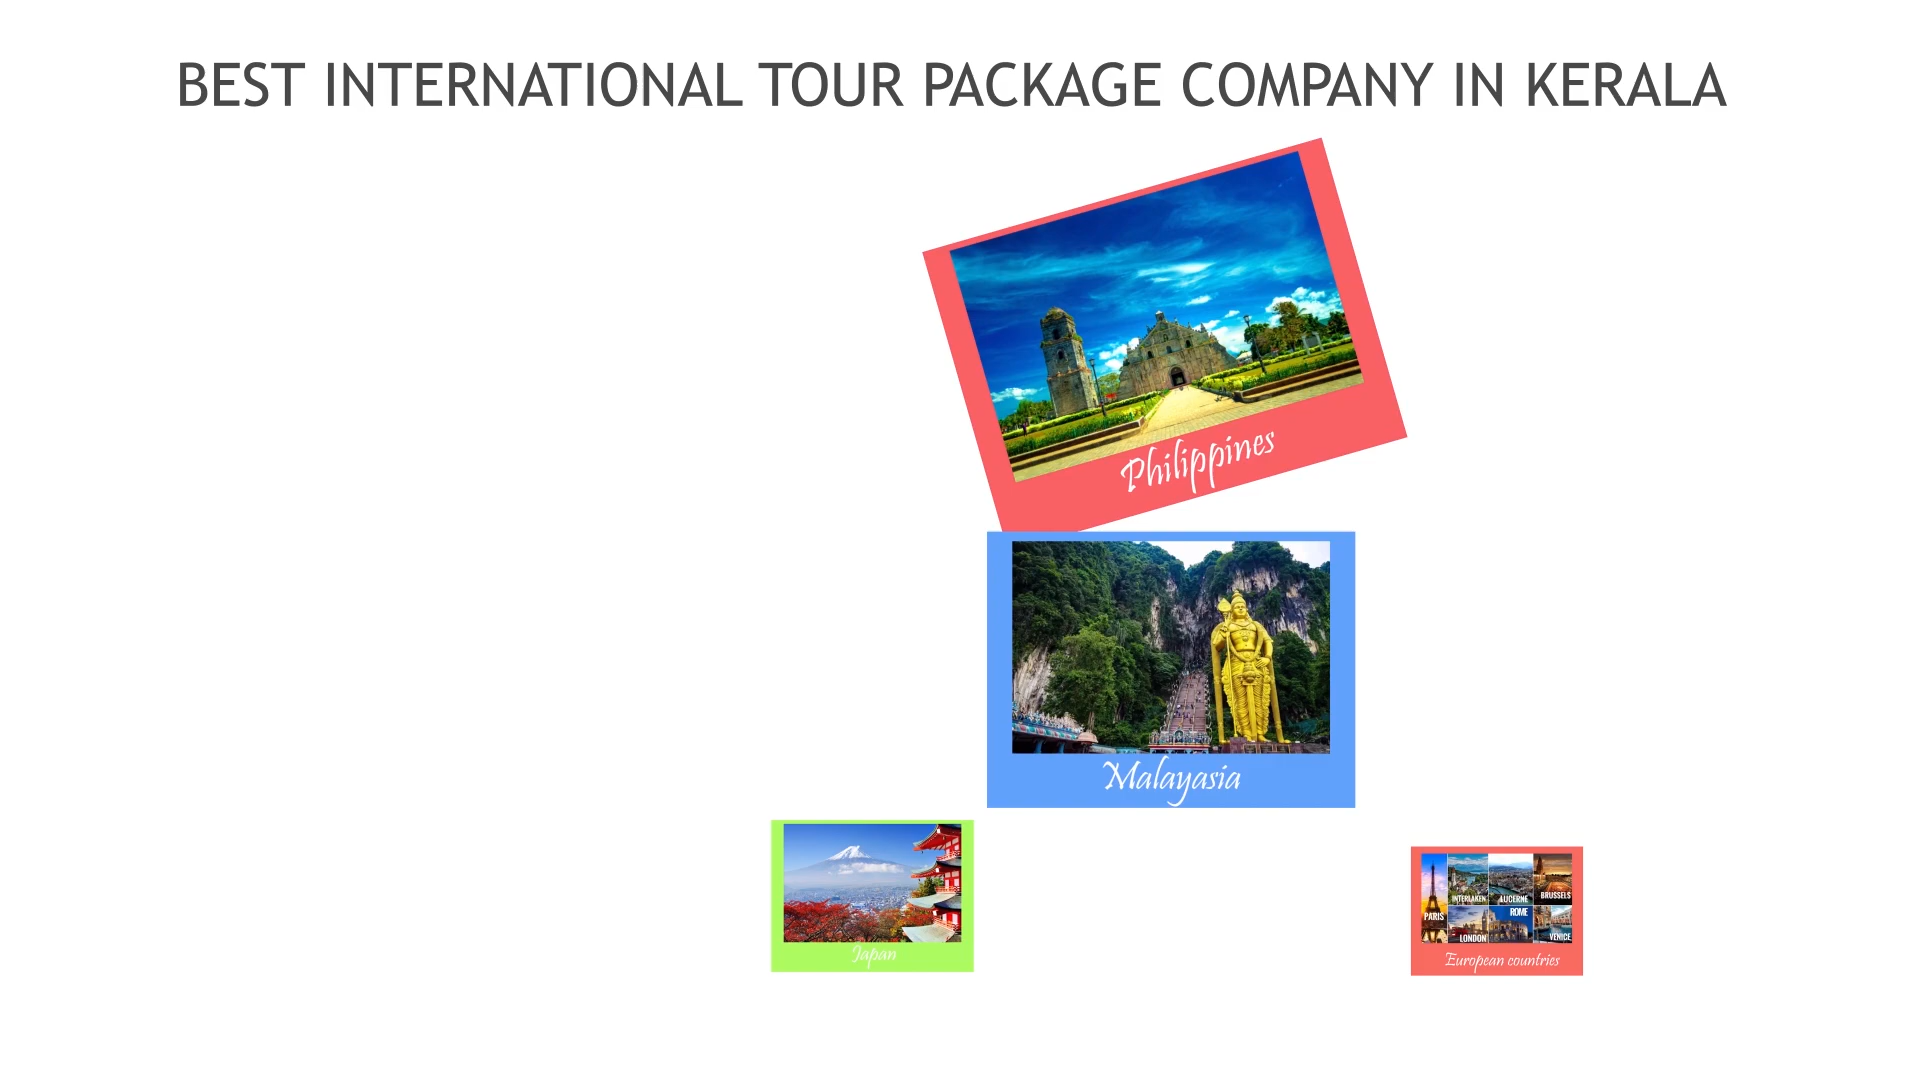 BEST INTERNATIONAL TOUR PACKAGE COMPANY IN KERALA
Philippines
Malayasia
Japan
PARIS
INTERLAKEN
LUCERNE
BRUSSELS
LONDON
ROME
VENICE
European countries